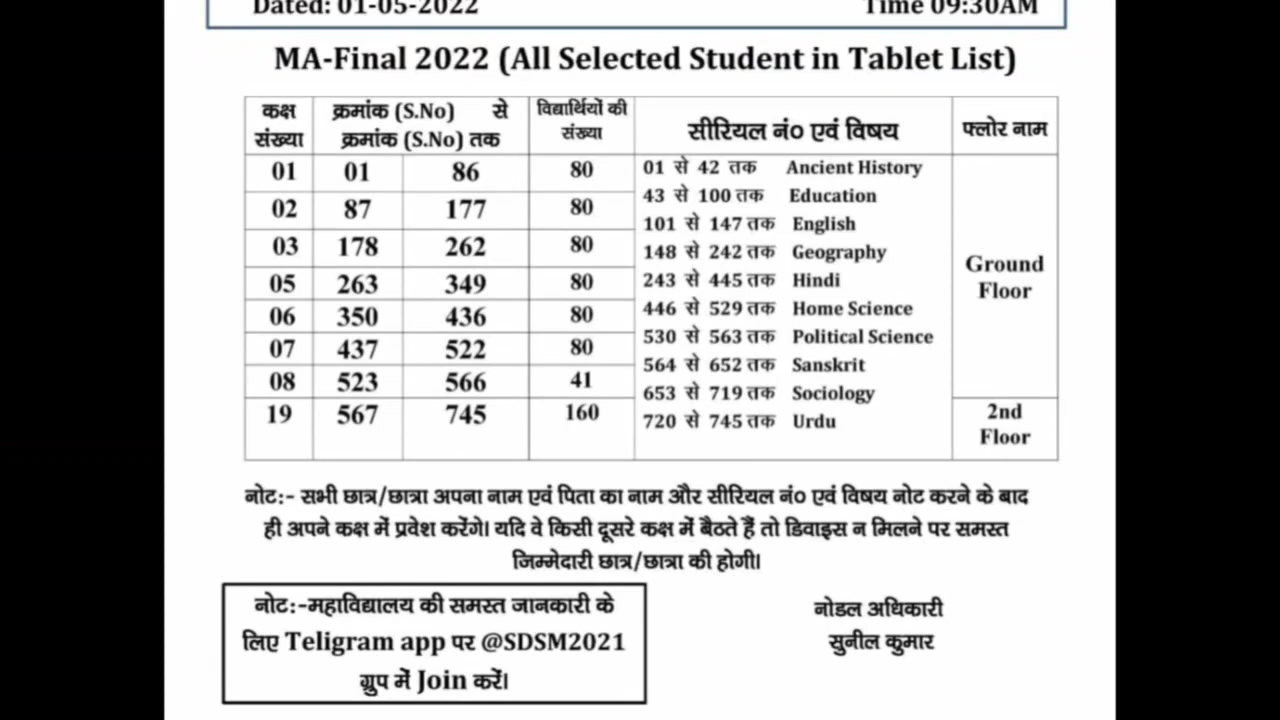 Dated: 01-05-2022 Time 09:30AM
MA-Final 2022 (All Selected Student in Tablet List)
कक्ष संख्या क्रमांक (S.No) से क्रमांक (S.No) तक विद्यार्थियों की संख्या सीरियल नं० एवं विषय फ्लोर नाम
01 01 86 80 01 से 42 तक Ancient History
02 87 177 80 43 से 100 तक Education
03 178 262 80 101 से 147 तक English
05 263 349 80 148 से 242 तक Geography
06 350 436 80 243 से 445 तक Hindi
07 437 522 80 446 से 529 तक Home Science
08 523 566 41 530 से 563 तक Political Science
19 567 745 160 564 से 652 तक Sanskrit
653 से 719 तक Sociology
720 से 745 तक Urdu
Ground
Floor
2nd
Floor
नोटः- सभी छात्र/छात्रा अपना नाम एवं पिता का नाम और सीरियल नं० एवं विषय नोट करने के बाद
ही अपने कक्ष में प्रवेश करेंगे। यदि वे किसी दूसरे कक्ष में बैठते हैं तो डिवाइस न मिलने पर समस्त
जिम्मेदारी छात्र/छात्रा की होगी।
नोटः-महाविद्यालय की समस्त जानकारी के
लिए Teligram app पर @SDSM2021
ग्रुप में Join करें।
नोडल अधिकारी
सुनील कुमार